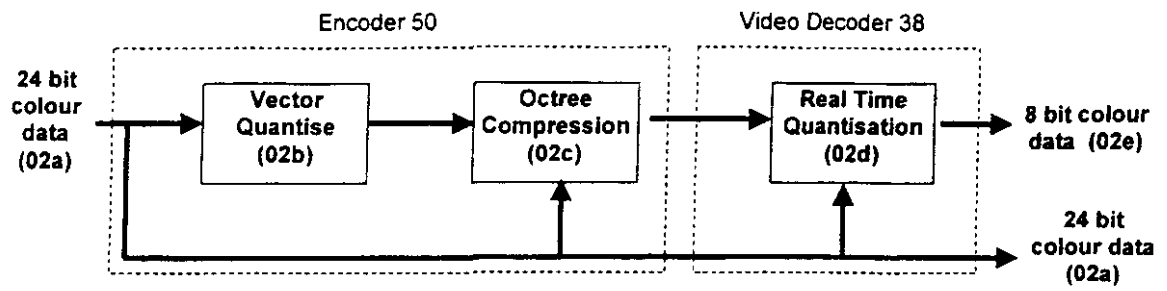 Encoder 50
Video Decoder 38
24 bit
colour
data
(02a)
Vector
Quantise
(02b)
Octree
Compression
(02c)
Real Time
Quantisation
(02d)
8 bit colour
data (02e)
24 bit
colour data
(02a)